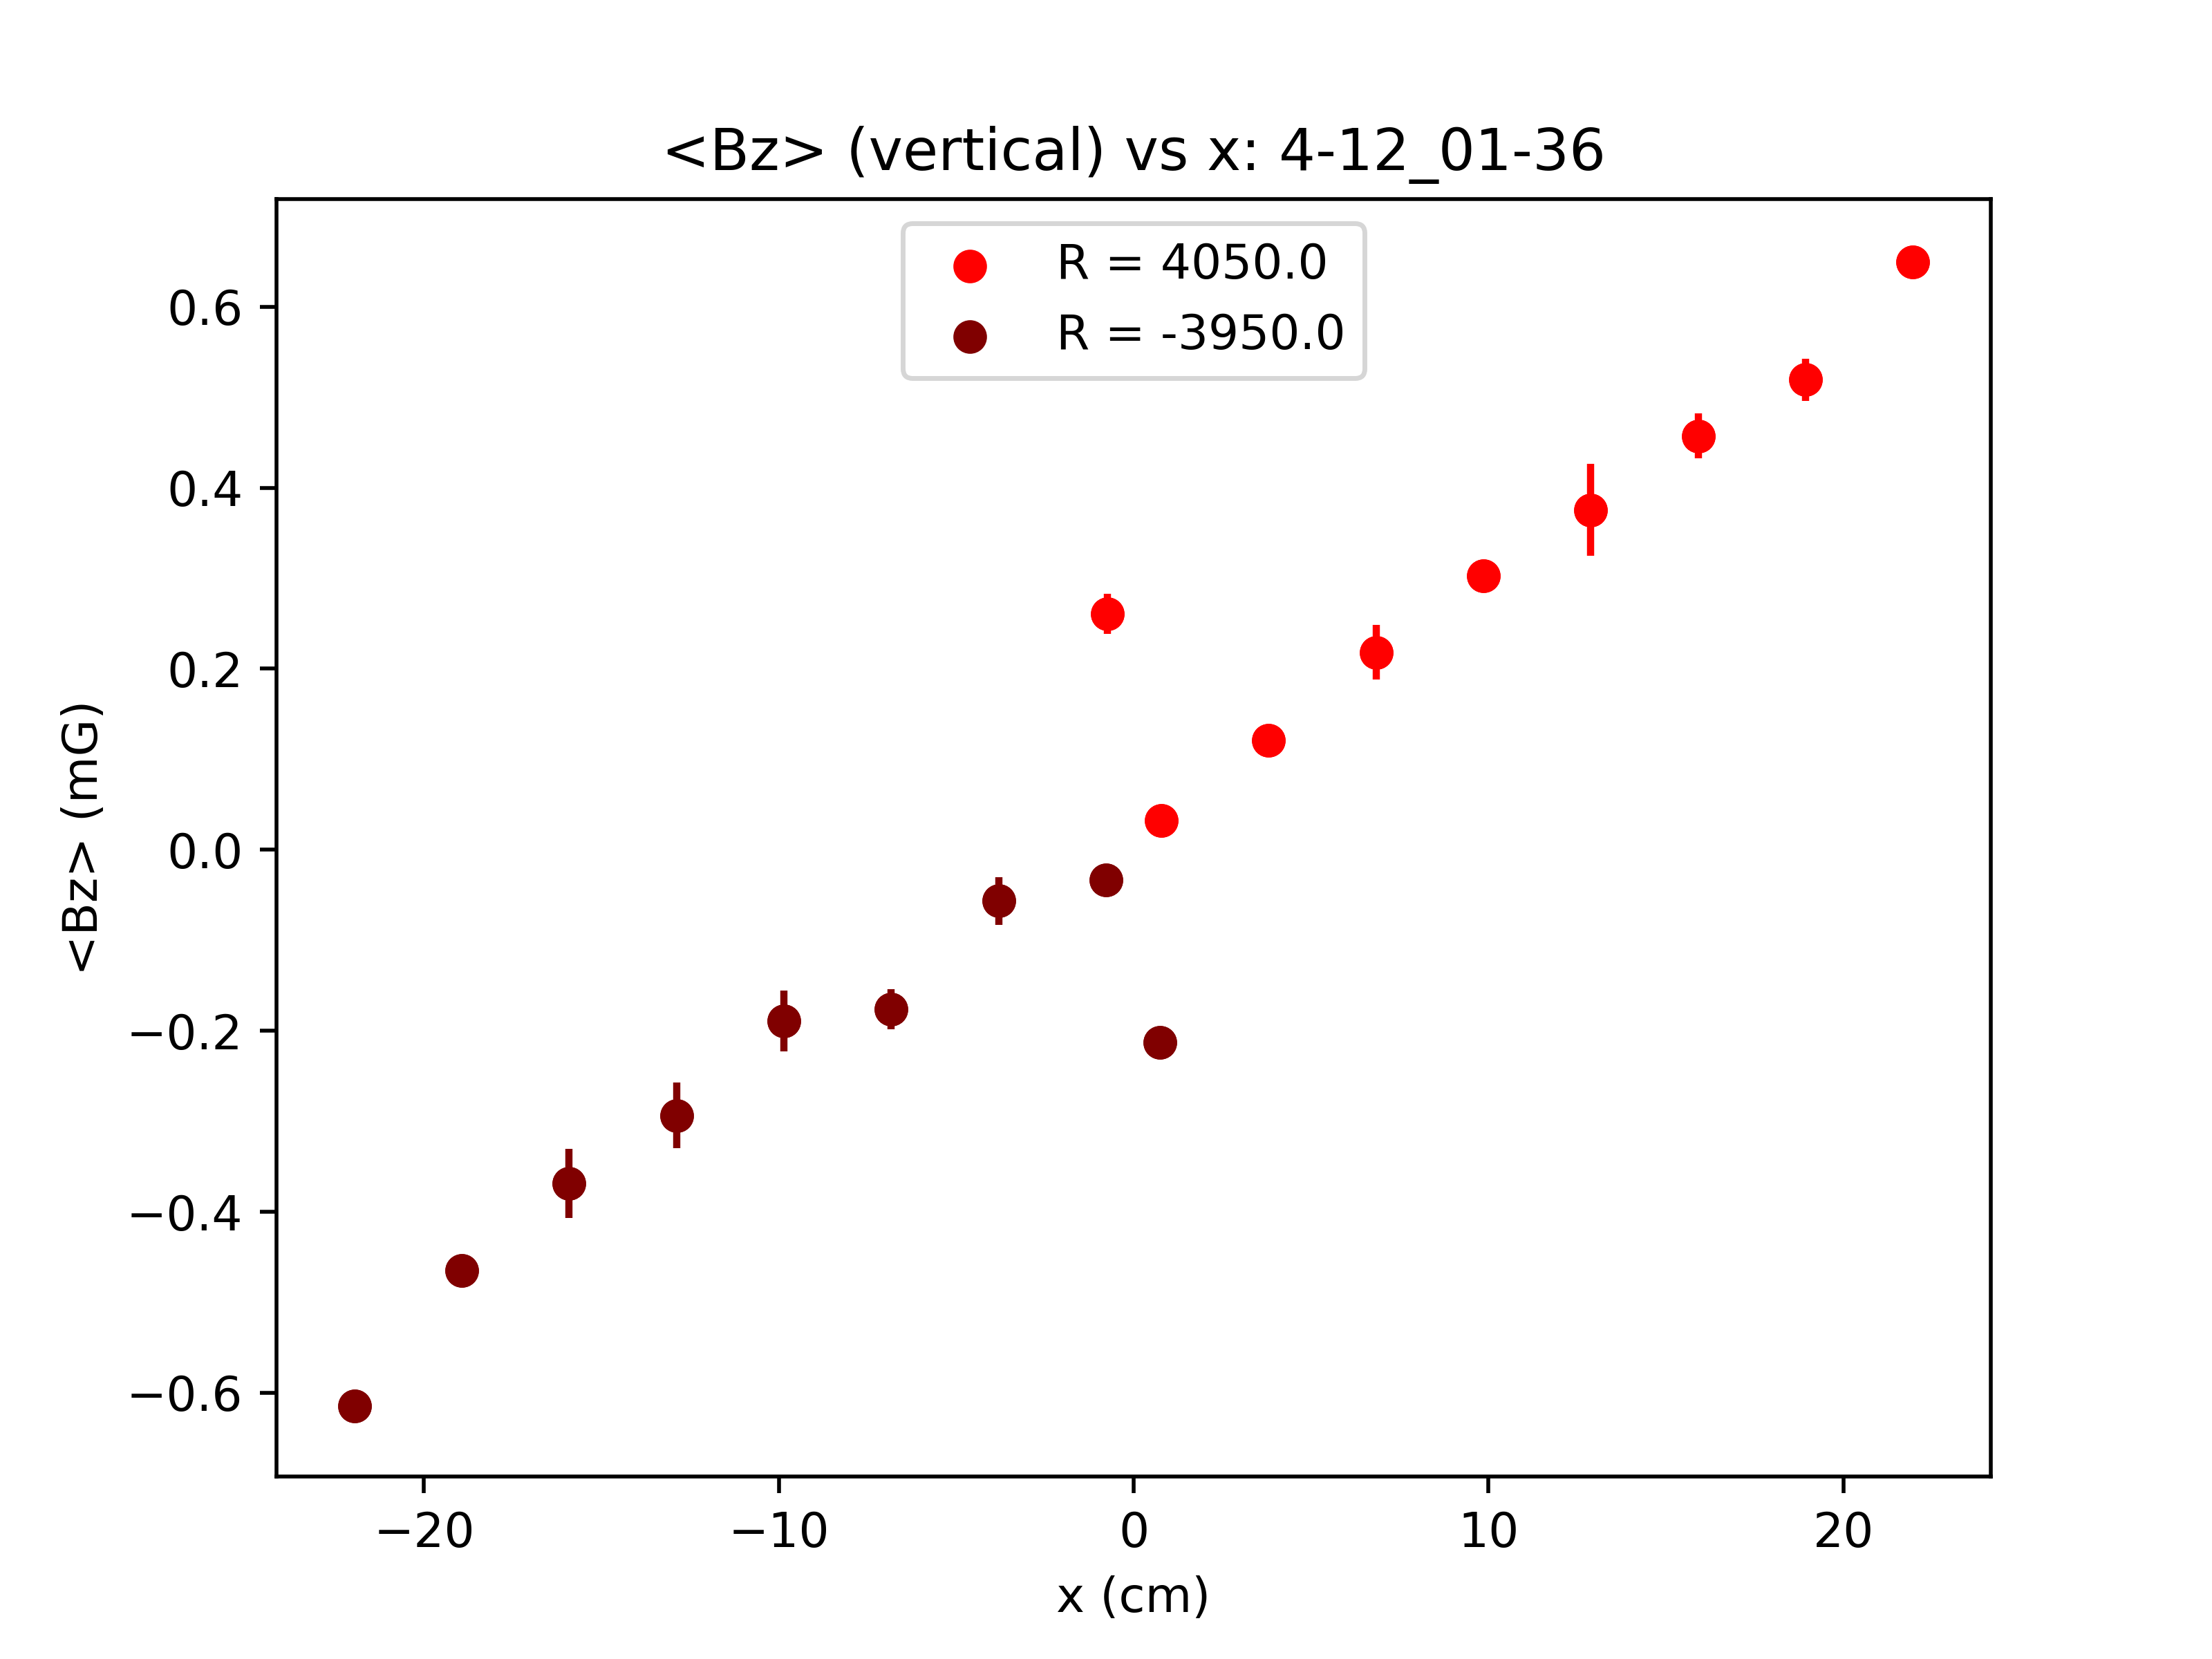 <Bz> (vertical) vs x: 4-12_01-36
R = 4050.0
R = -3950.0
0.6
0.4
0.2
0.0
−0.2
−0.4
−0.6
<Bz> (mG)
−20
−10
0
10
20
x (cm)